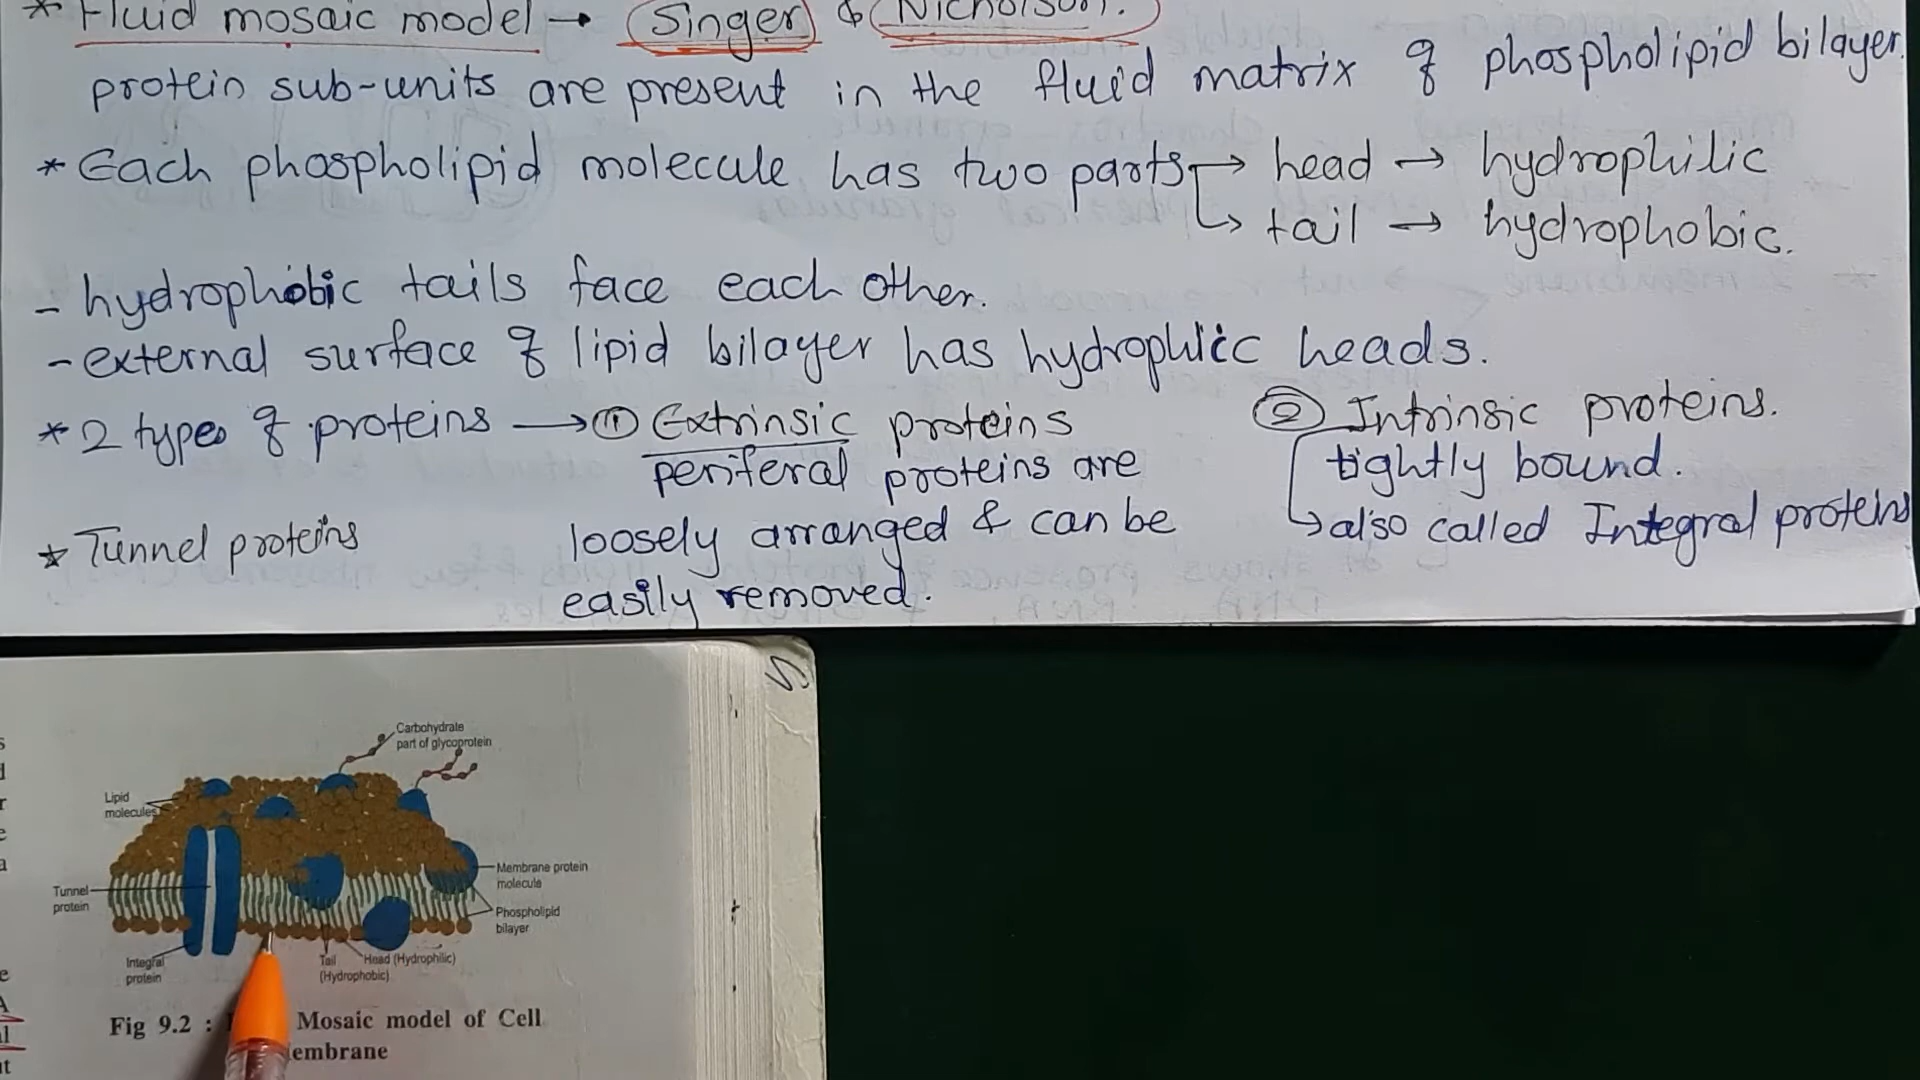 * Fluid mosaic model → Singer & Nicholson.
protein sub-units are present in the fluid matrix of phospholipid bilayer.
* Each phospholipid molecule has two parts → head → hydrophilic
→ tail → hydrophobic.
- hydrophobic tails face each other.
- external surface of lipid bilayer has hydrophlic heads.
* 2 types of proteins → ① Extrinsic proteins
periferal proteins are
loosely arranged & can be
easily removed.
② Intrinsic proteins.
tightly bound.
↳ also called Integral proteins
* Tunnel proteins
Carbohydrate
part of glycoprotein
Lipid
molecules
Membrane protein
molecule
Tunnel
protein
Phospholipid
bilayer
Integral
protein
Tail
(Hydrophobic)
Head (Hydrophilic)
Fig 9.2 : Mosaic model of Cell
embrane